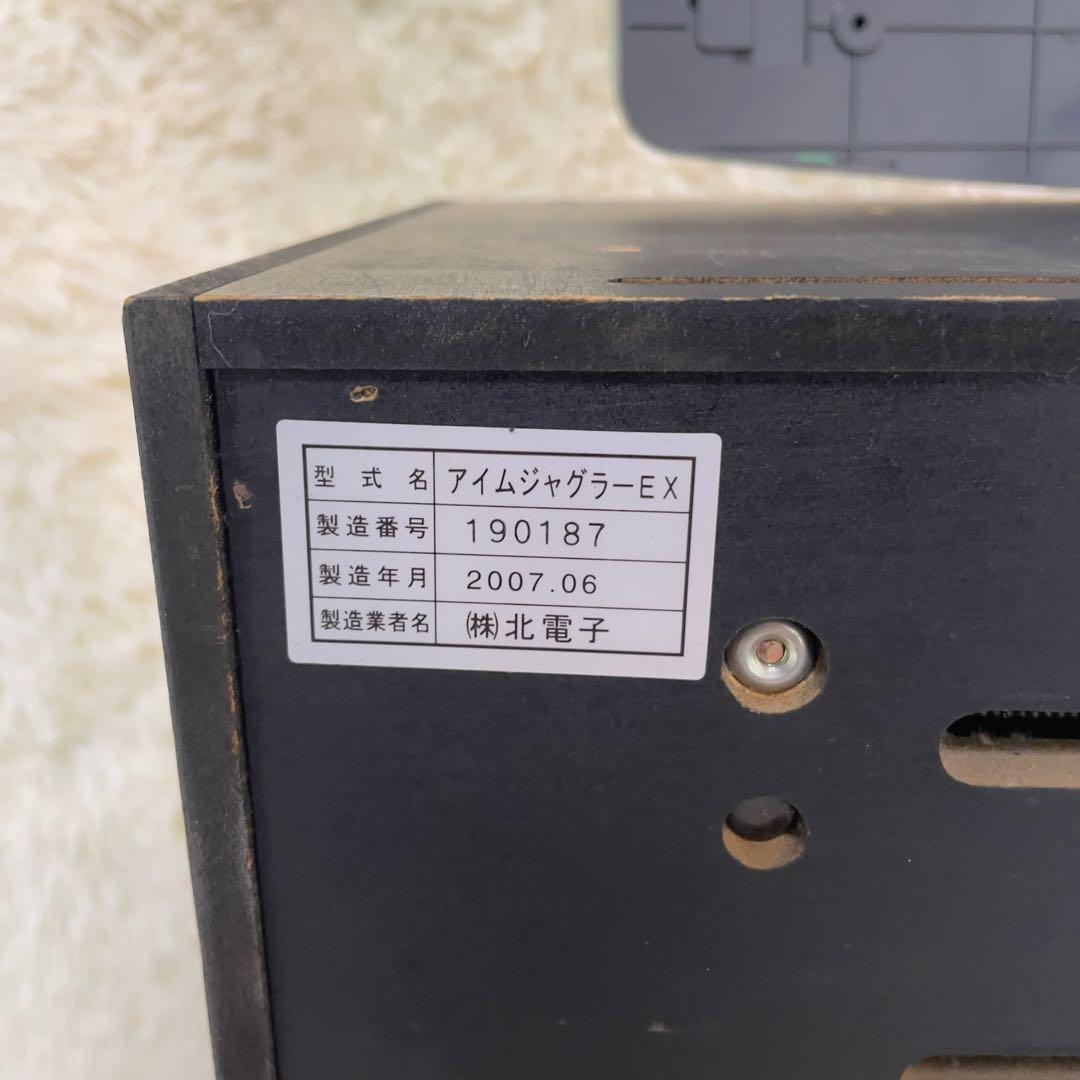 型式名 アイムジャグラーEX
製造番号 190187
製造年月 2007.06
製造業者名 ㈱北電子